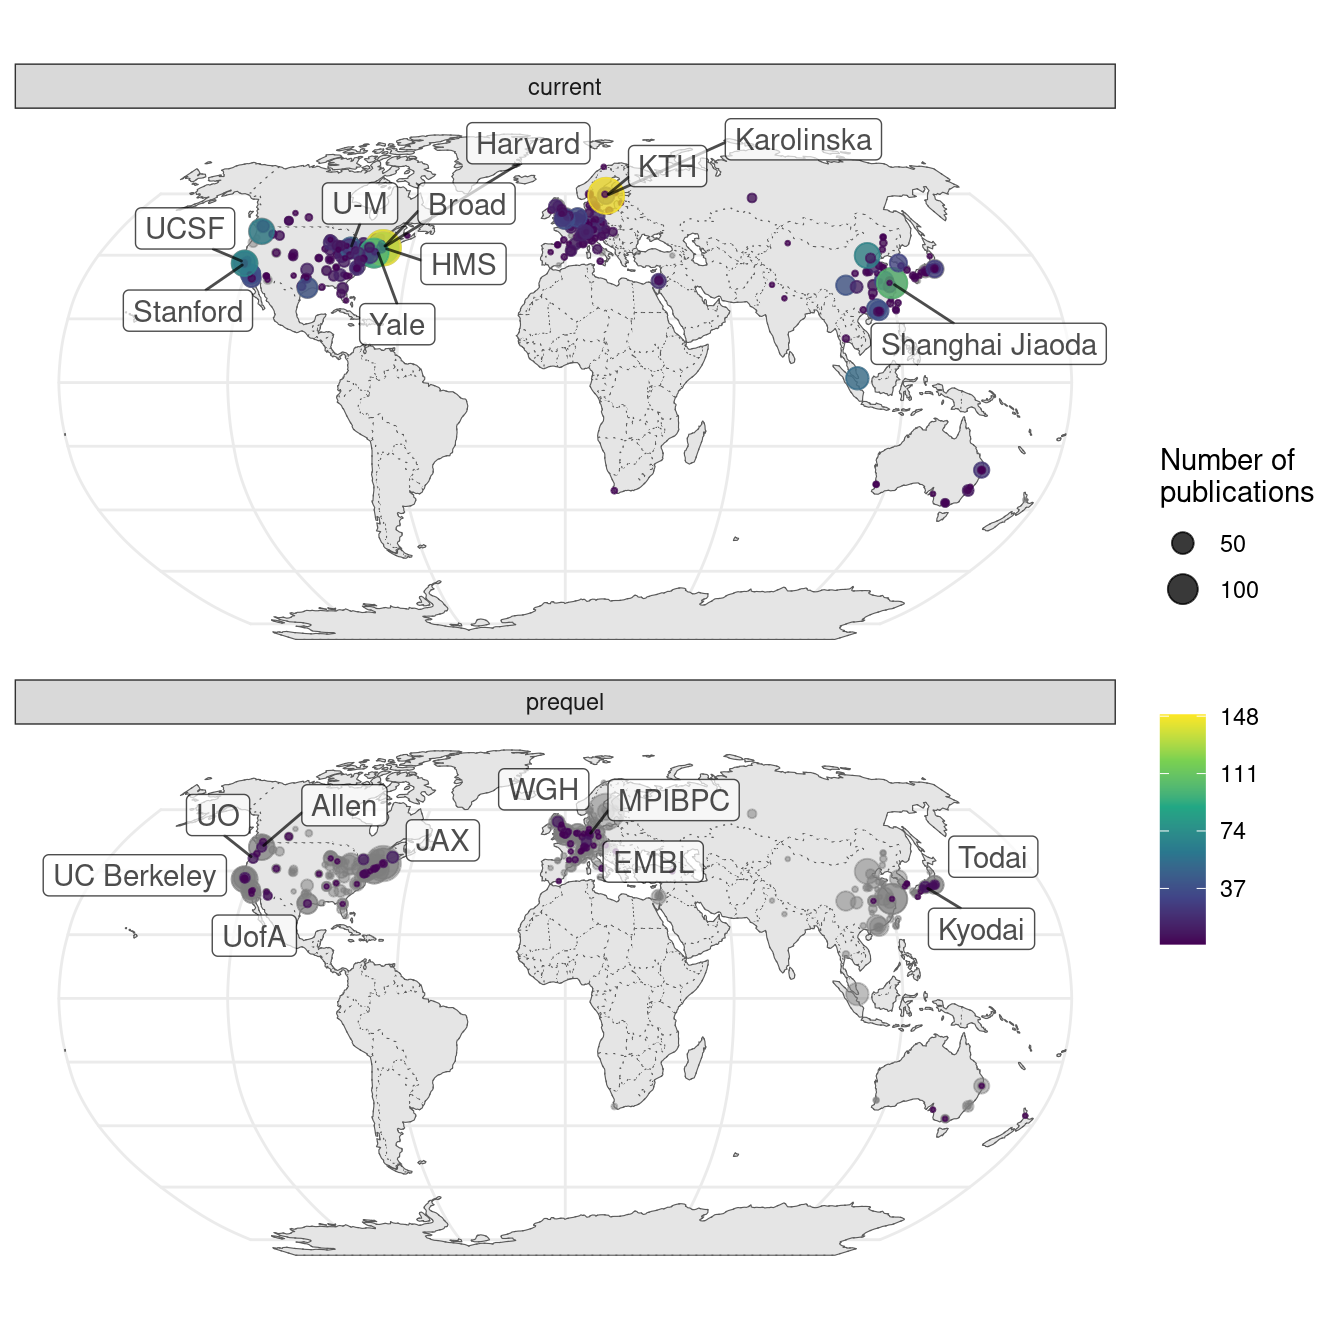 current
Harvard
Karolinska
KTH
U-M
Broad
UCSF
HMS
Stanford
Yale
Shanghai Jiaoda
Number of
publications
50
100
prequel
148
111
74
37
WGH
MPIBPC
Allen
UO
JAX
Todai
EMBL
UC Berkeley
Kyodai
UofA